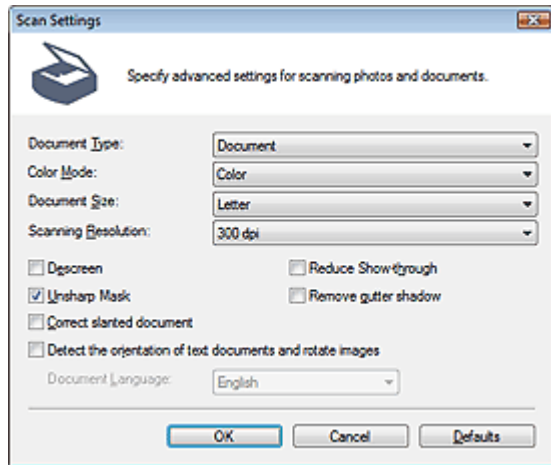 Scan Settings
Specify advanced settings for scanning photos and documents.
Document Type: Document
Color Mode: Color
Document Size: Letter
Scanning Resolution: 300 dpi
Descreen Reduce Show-through
Unsharp Mask Remove gutter shadow
Correct slanted document
Detect the orientation of text documents and rotate images
Document Language: English
OK Cancel Defaults